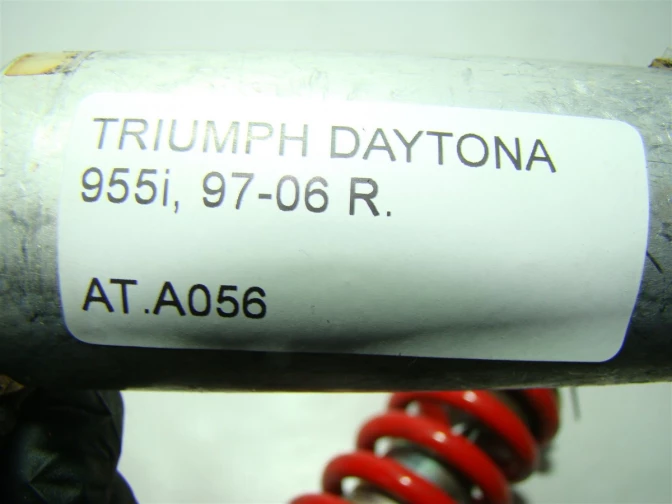 TRIUMPH DAYTONA
955i, 97-06 R.
AT.A056